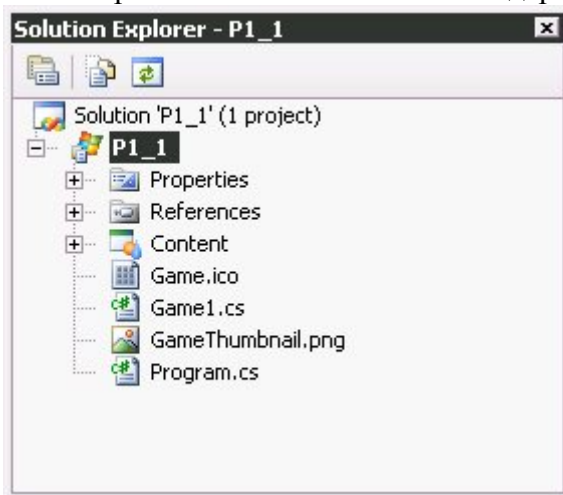 Solution Explorer - P1_1
Solution 'P1_1' (1 project)
P1_1
Properties
References
Content
Game.ico
Game1.cs
GameThumbnail.png
Program.cs